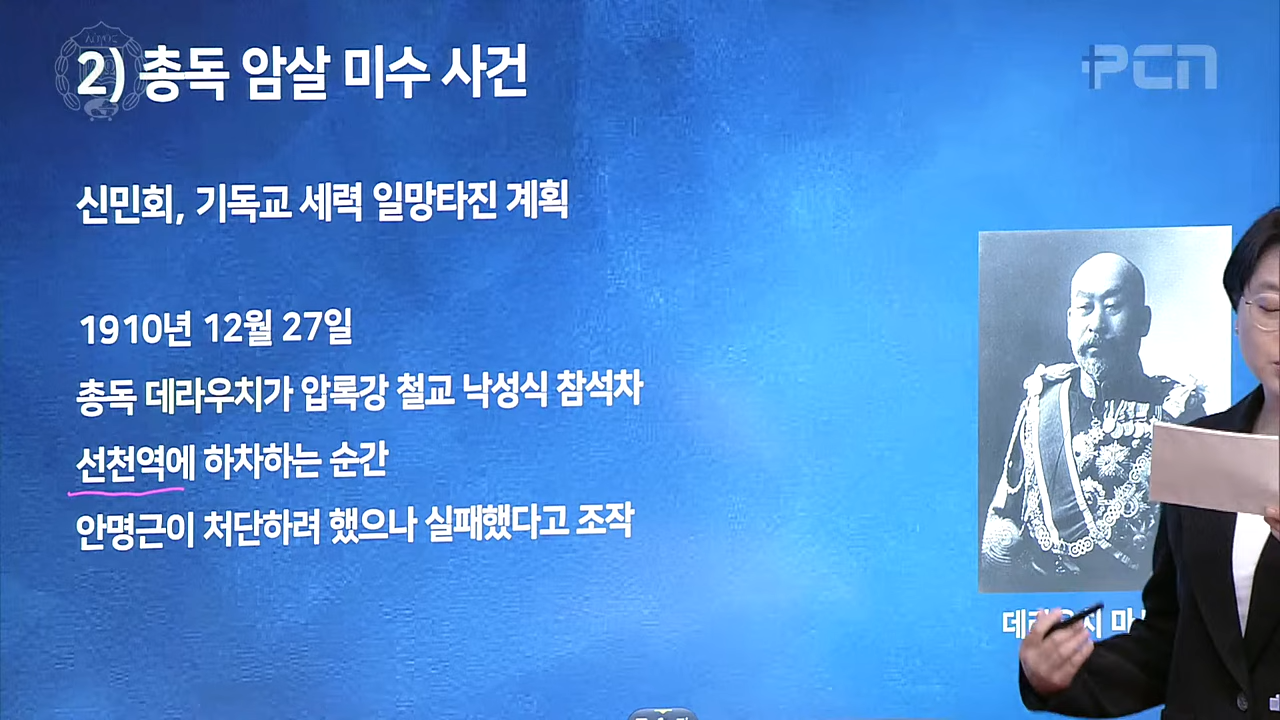 2) 총독 암살 미수 사건
PCN
신민회, 기독교 세력 일망타진 계획
1910년 12월 27일
총독 데라우치가 압록강 철교 낙성식 참석차
선천역에 하차하는 순간
안명근이 처단하려 했으나 실패했다고 조작